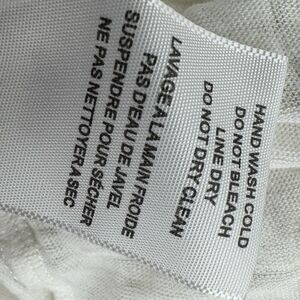 HAND WASH COLD
DO NOT BLEACH
LINE DRY
DO NOT DRY CLEAN
LAVAGE A LA MAIN FROIDE
PAS D'EAU DE JAVEL
SUSPENDRE POUR SÉCHER
NE PAS NETTOYER A SEC